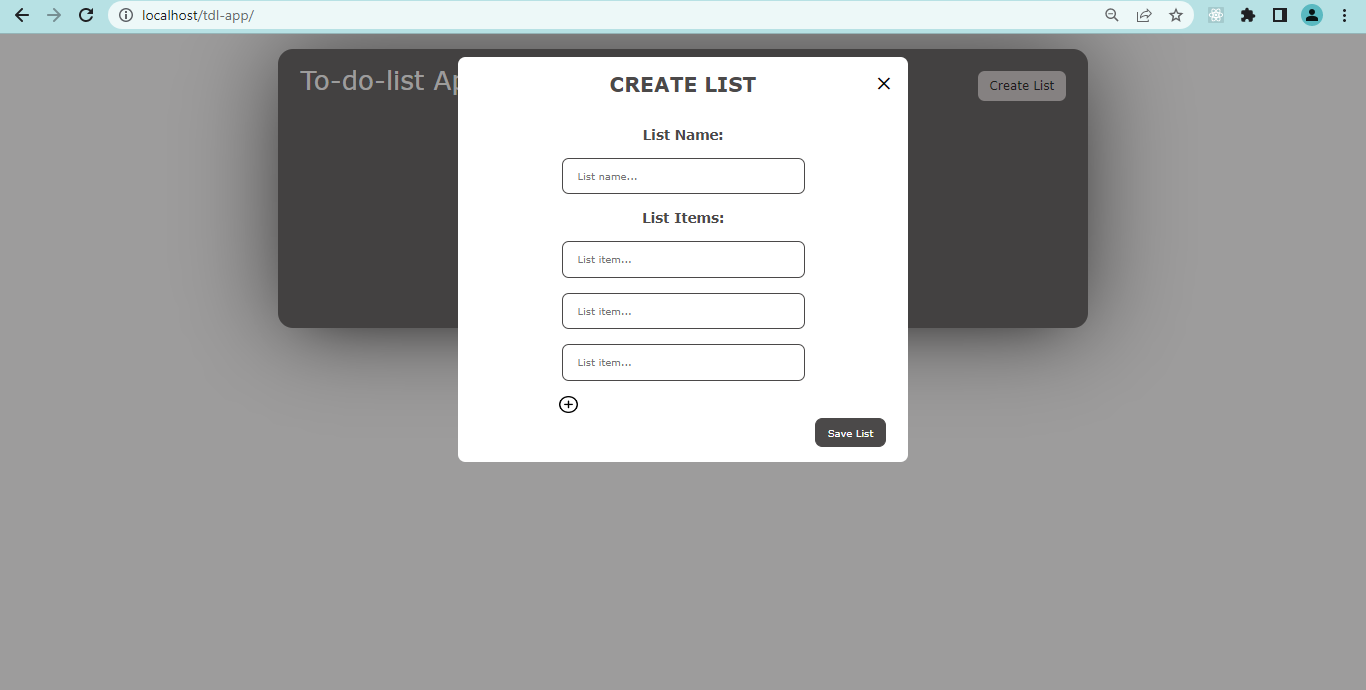 localhost/tdl-app/
To-do-list Ap
Create List
CREATE LIST
List Name:
List name...
List Items:
List item...
List item...
List item...
Save List